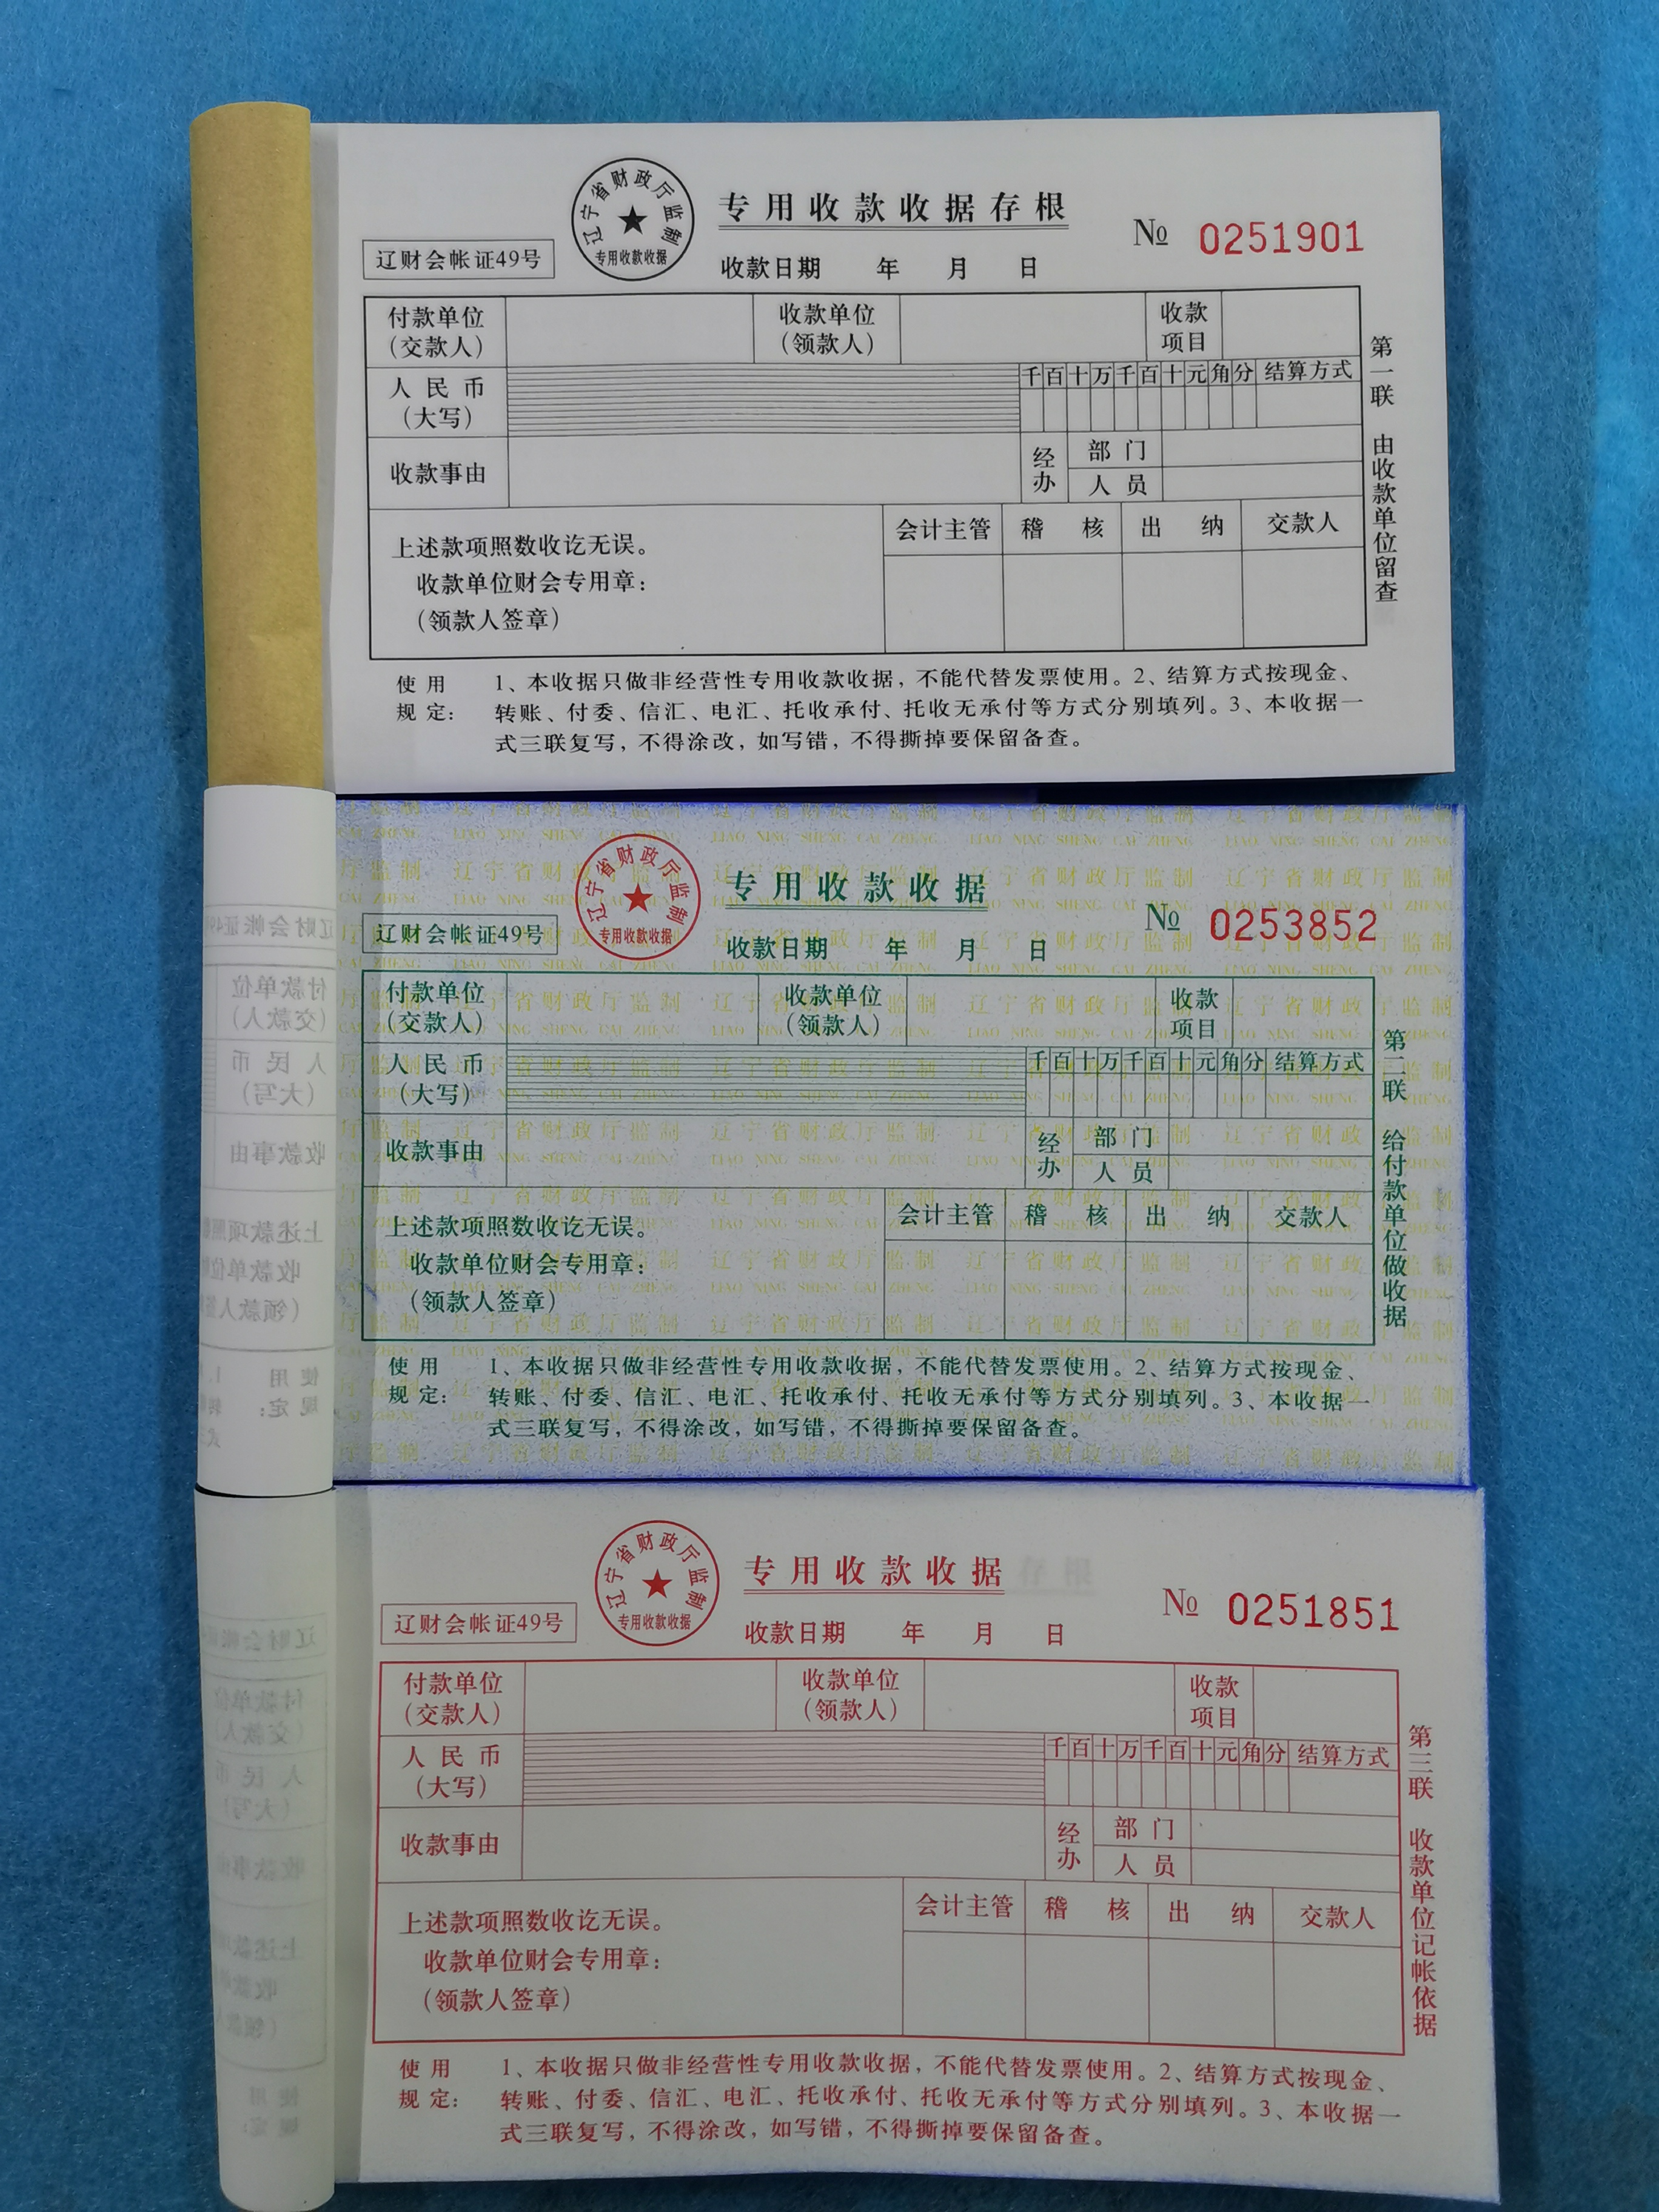 辽宁省财政厅监制
专用收款收据
专用收款收据存根
№ 0251901
辽财会帐证49号
收款日期 年 月 日
付款单位 收款单位 收款
（交款人） （领款人） 项目
人民币 千 百 十 万 千 百 十 元 角 分 结算方式
（大写）
收款事由 经办 部门
人员
会计主管 稽核 出纳 交款人
上述款项照数收讫无误。
收款单位财会专用章：
（领款人签章）
第一联 由收款单位留查
使用 1、本收据只做非经营性专用收款收据，不能代替发票使用。2、结算方式按现金、
规定： 转账、付委、信汇、电汇、托收承付、托收无承付等方式分别填列。3、本收据一
式三联复写，不得涂改，如写错，不得撕掉要保留备查。
辽宁省财政厅监制
专用收款收据
专用收款收据
№ 0253852
辽财会帐证49号
收款日期 年 月 日
付款单位 收款单位 收款
（交款人） （领款人） 项目
人民币 千 百 十 万 千 百 十 元 角 分 结算方式
（大写）
收款事由 经办 部门
人员
会计主管 稽核 出纳 交款人
上述款项照数收讫无误。
收款单位财会专用章：
（领款人签章）
第二联 给付款单位做收据
使用 1、本收据只做非经营性专用收款收据，不能代替发票使用。2、结算方式按现金、
规定： 转账、付委、信汇、电汇、托收承付、托收无承付等方式分别填列。3、本收据一
式三联复写，不得涂改，如写错，不得撕掉要保留备查。
辽宁省财政厅监制
LIAO NING SHENG CAI ZHENG
辽宁省财政厅监制
专用收款收据
专用收款收据 存根
№ 0251851
辽财会帐证49号
收款日期 年 月 日
付款单位 收款单位 收款
（交款人） （领款人） 项目
人民币 千 百 十 万 千 百 十 元 角 分 结算方式
（大写）
收款事由 经办 部门
人员
会计主管 稽核 出纳 交款人
上述款项照数收讫无误。
收款单位财会专用章：
（领款人签章）
第三联 收款单位记帐依据
使用 1、本收据只做非经营性专用收款收据，不能代替发票使用。2、结算方式按现金、
规定： 转账、付委、信汇、电汇、托收承付、托收无承付等方式分别填列。3、本收据一
式三联复写，不得涂改，如写错，不得撕掉要保留备查。